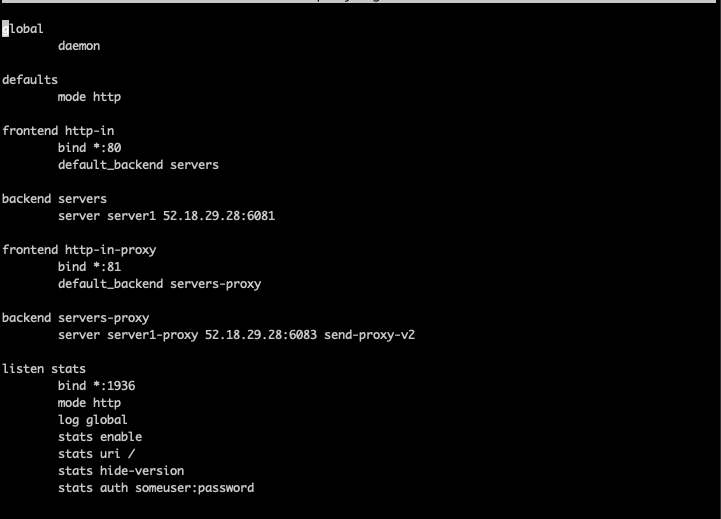 global
        daemon

defaults
        mode http

frontend http-in
        bind *:80
        default_backend servers

backend servers
        server server1 52.18.29.28:6081

frontend http-in-proxy
        bind *:81
        default_backend servers-proxy

backend servers-proxy
        server server1-proxy 52.18.29.28:6083 send-proxy-v2

listen stats
        bind *:1936
        mode http
        log global
        stats enable
        stats uri /
        stats hide-version
        stats auth someuser:password